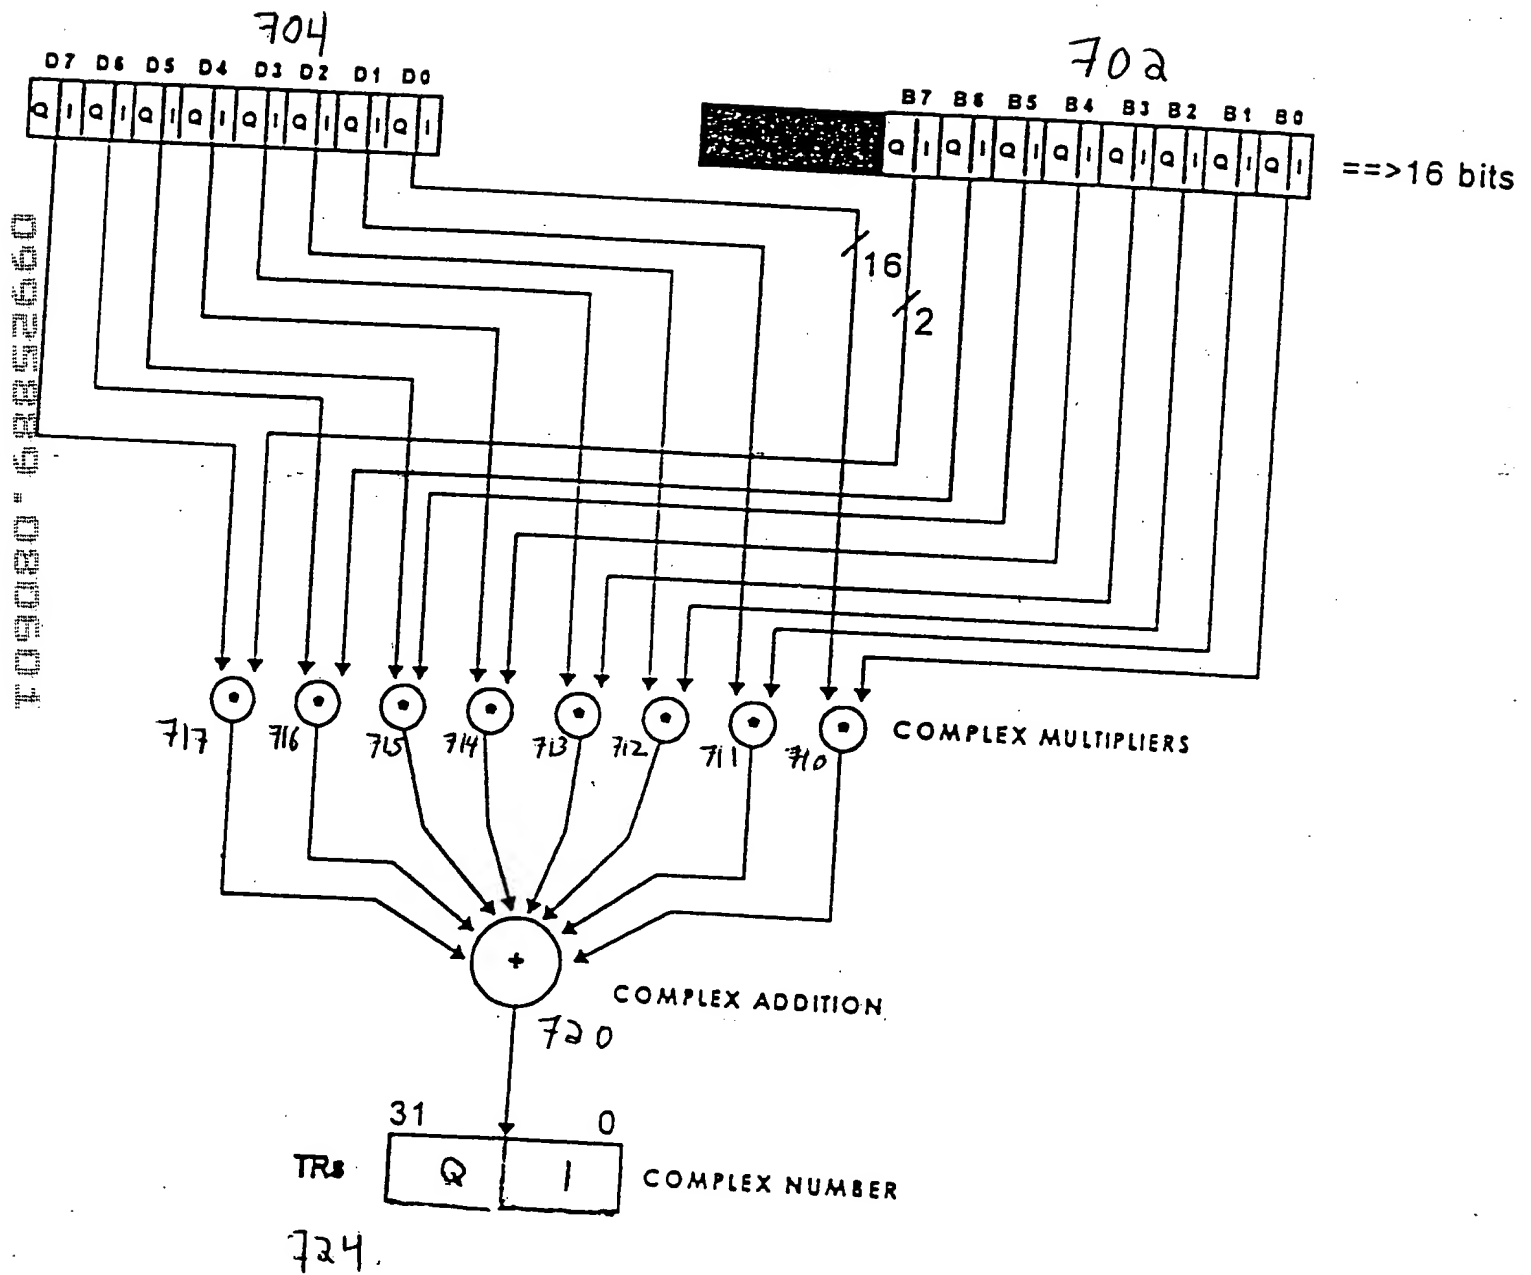 704
D7 D6 D5 D4 D3 D2 D1 D0
Q I Q I Q I Q I Q I Q I Q I Q I
702
B7 B6 B5 B4 B3 B2 B1 B0
Q I Q I Q I Q I Q I Q I Q I Q I
==>16 bits
16
2
09925829.080501
717 716 715 714 713 712 711 710
COMPLEX MULTIPLIERS
+
COMPLEX ADDITION
720
31 0
TRs Q I COMPLEX NUMBER
724.